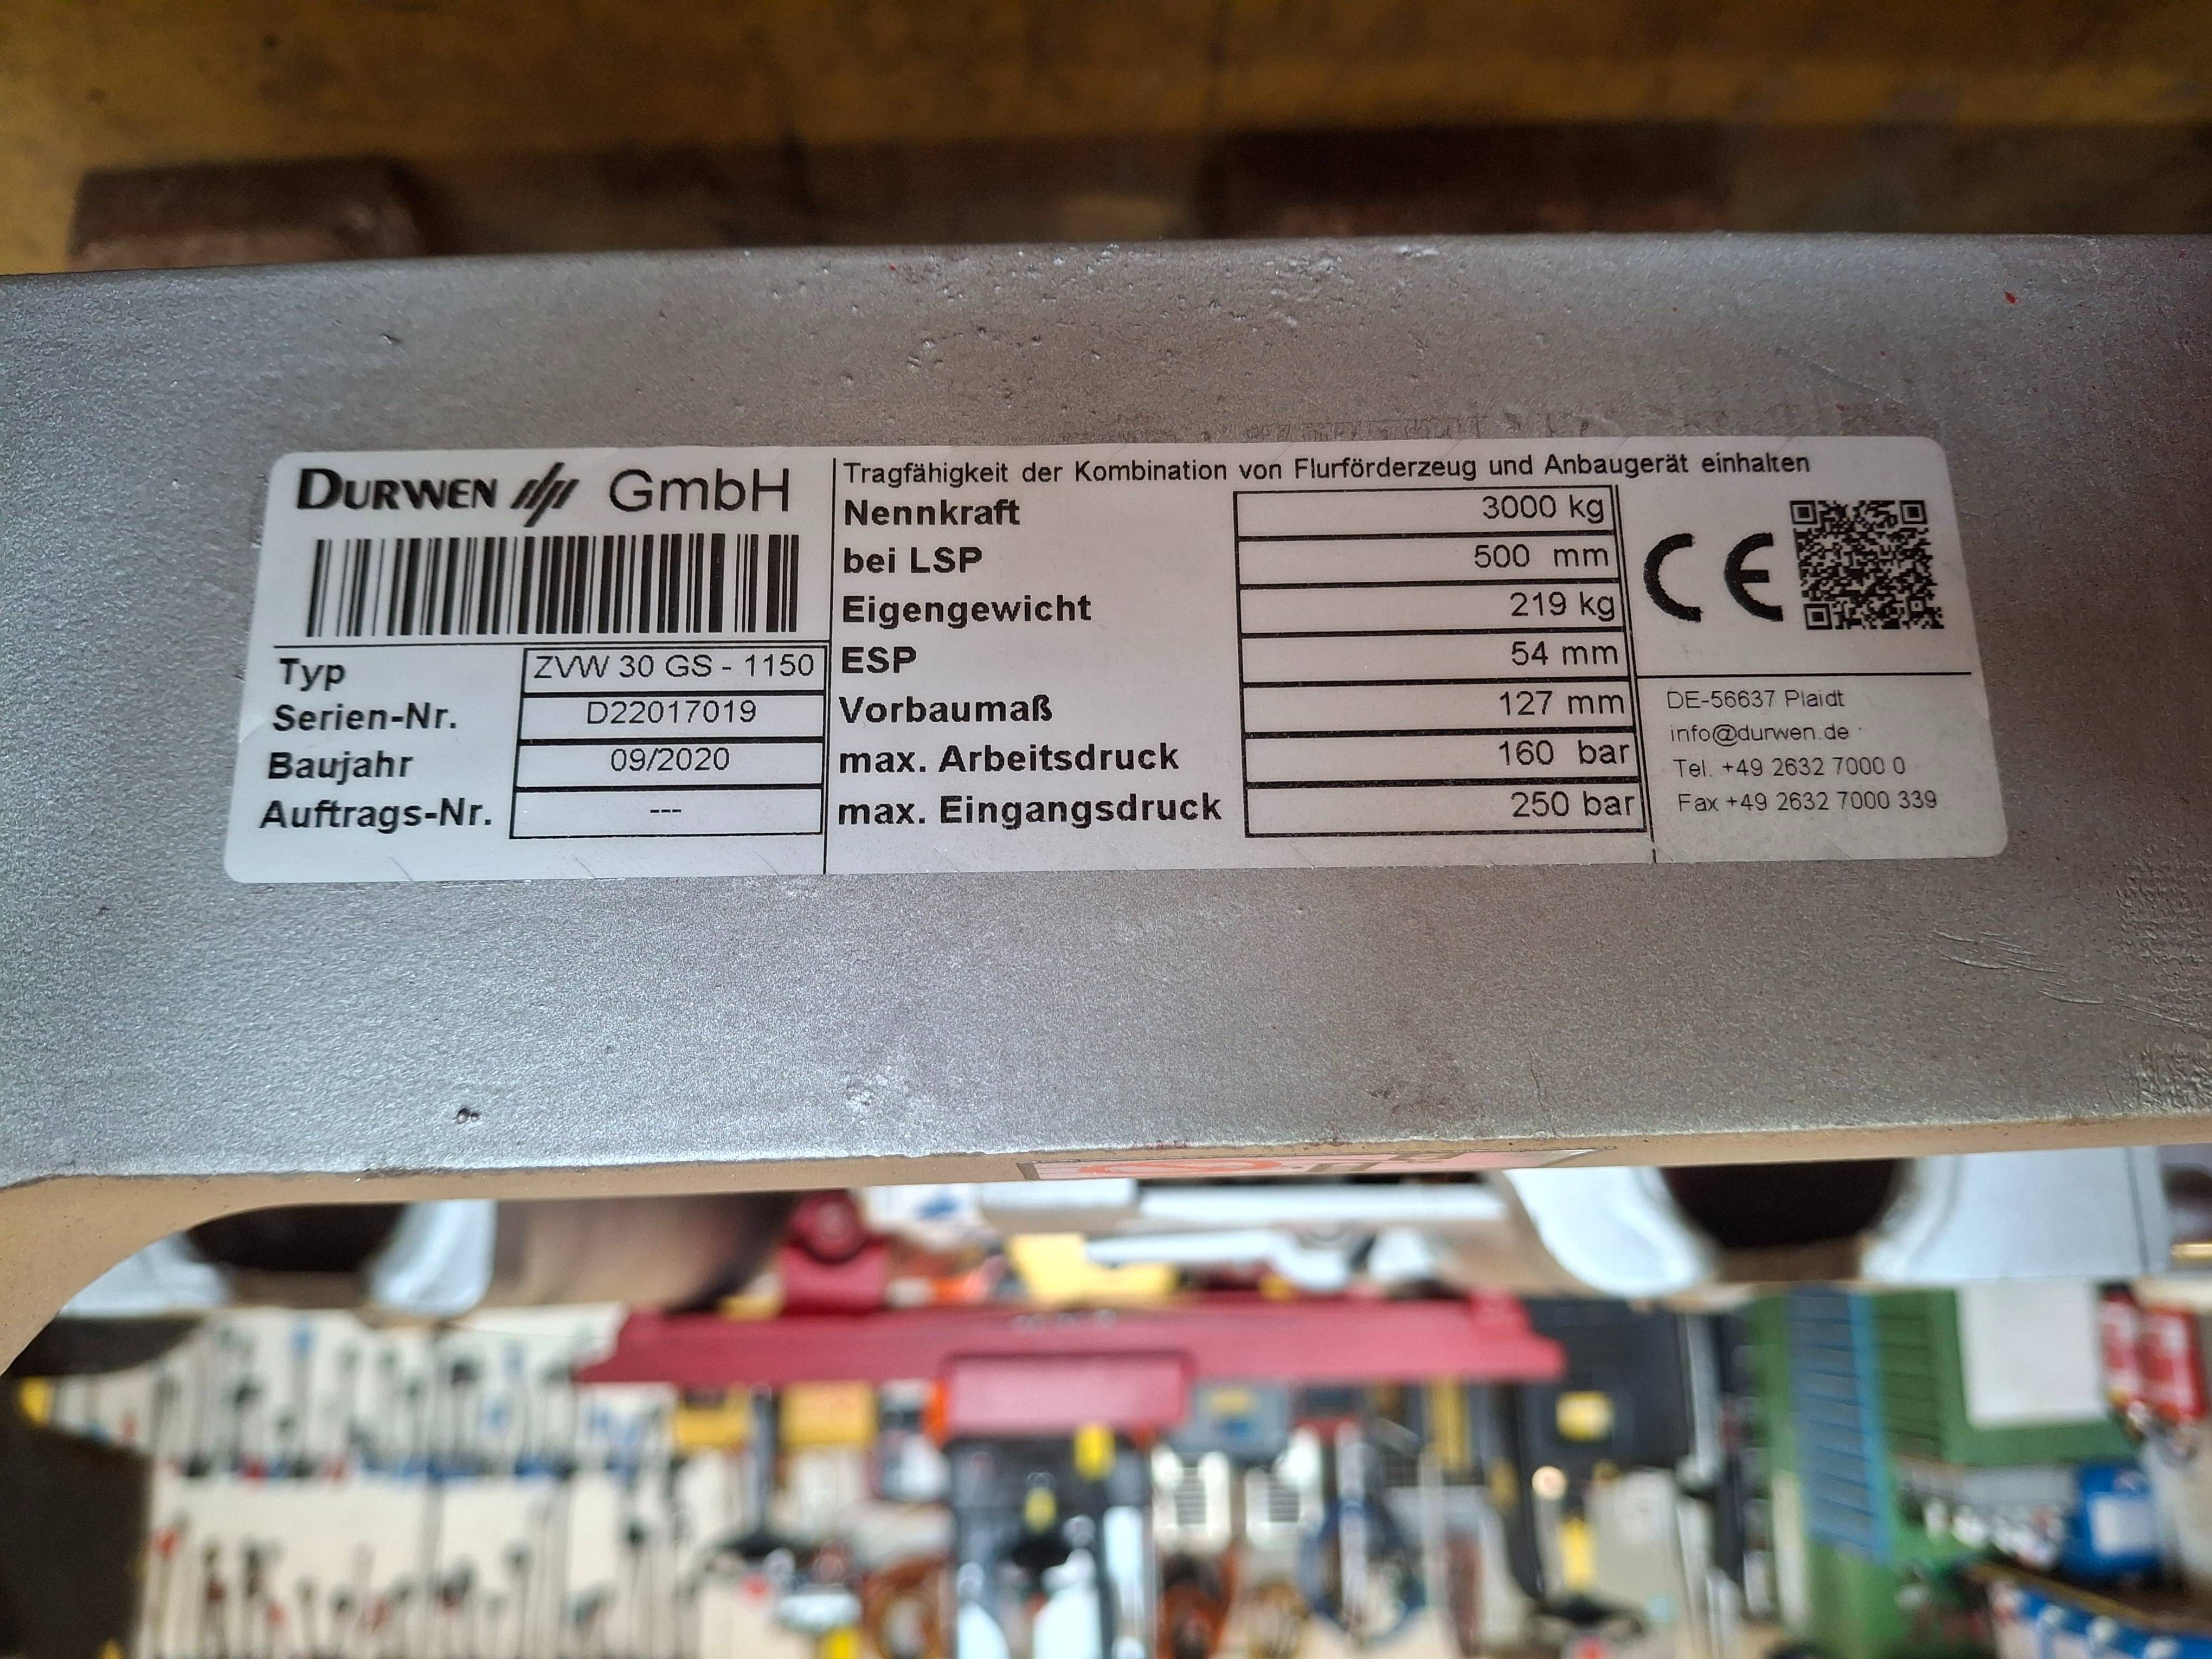 DURWEN GmbH
Typ ZVW 30 GS - 1150
Serien-Nr. D22017019
Baujahr 09/2020
Auftrags-Nr. ---
Tragfähigkeit der Kombination von Flurförderzeug und Anbaugerät einhalten
Nennkraft 3000 kg
bei LSP 500 mm
Eigengewicht 219 kg
ESP 54 mm
Vorbaumaß 127 mm
max. Arbeitsdruck 160 bar
max. Eingangsdruck 250 bar
CE
DE-56637 Plaidt
info@durwen.de
Tel. +49 2632 7000 0
Fax +49 2632 7000 339